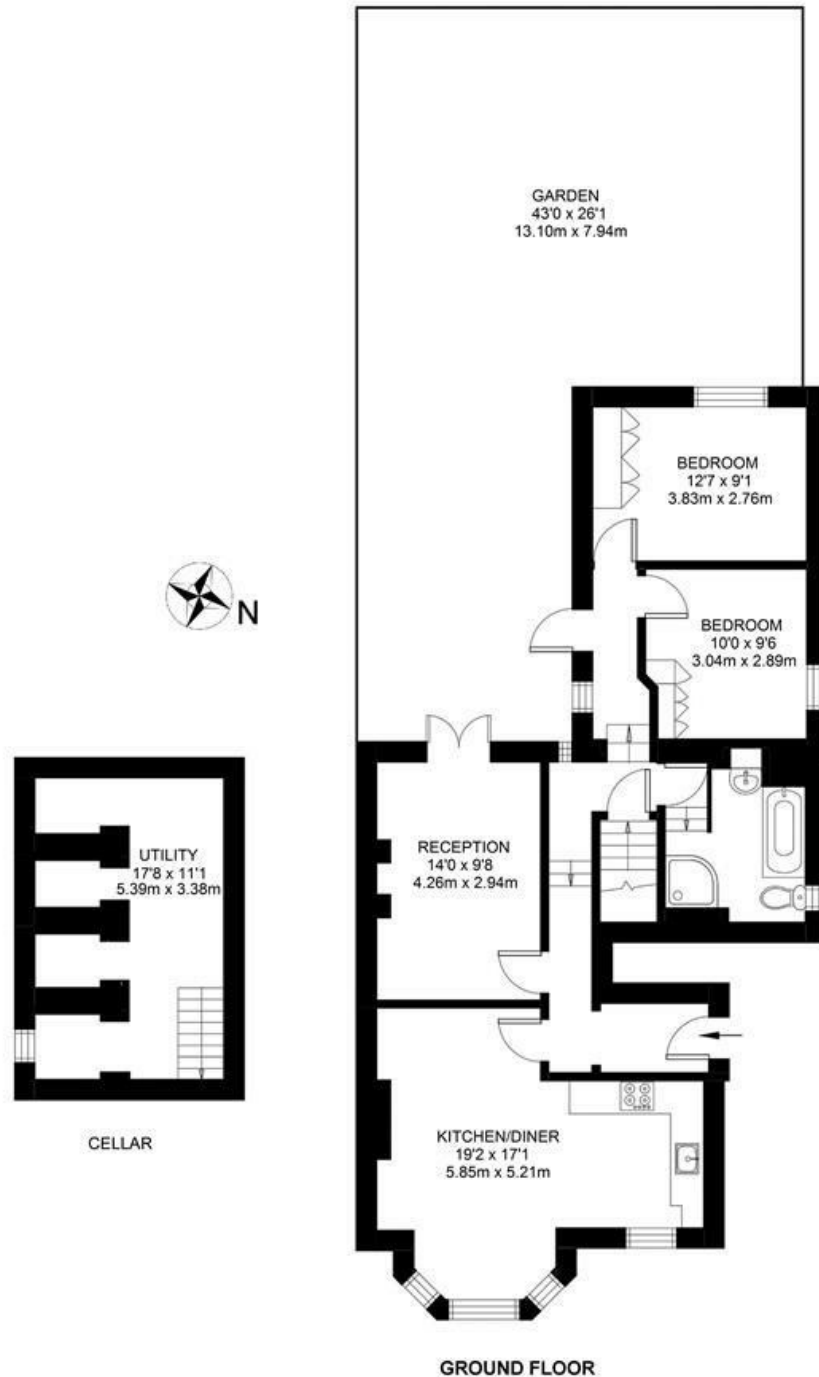 GARDEN
43'0 x 26'1
13.10m x 7.94m
BEDROOM
12'7 x 9'1
3.83m x 2.76m
BEDROOM
10'0 x 9'6
3.04m x 2.89m
N
RECEPTION
14'0 x 9'8
4.26m x 2.94m
UTILITY
17'8 x 11'1
5.39m x 3.38m
CELLAR
KITCHEN/DINER
19'2 x 17'1
5.85m x 5.21m
GROUND FLOOR